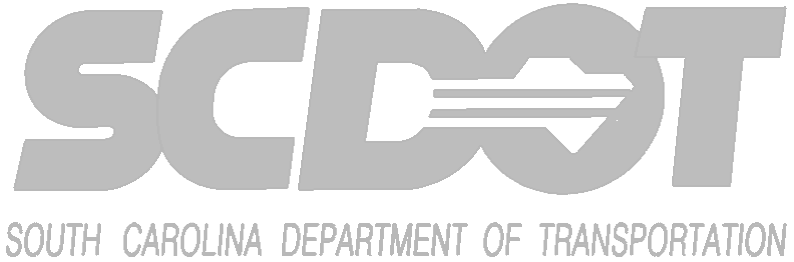 SCDOT
SOUTH CAROLINA DEPARTMENT OF TRANSPORTATION